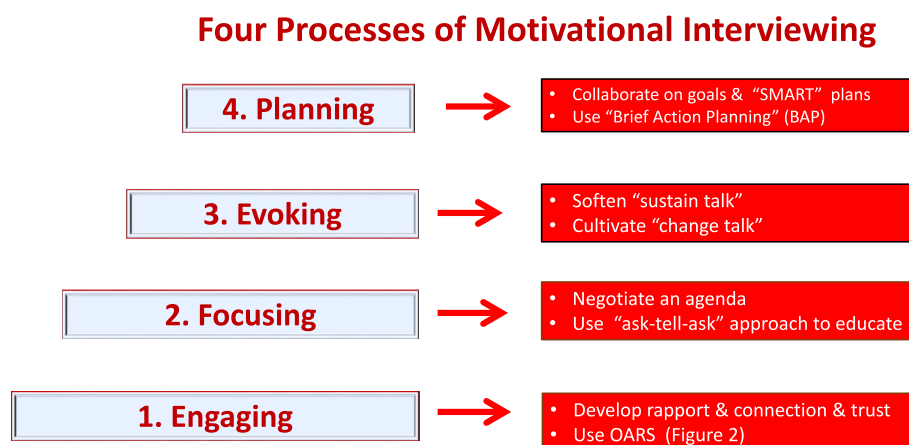 Four Processes of Motivational Interviewing
4. Planning
• Collaborate on goals & “SMART” plans
• Use “Brief Action Planning” (BAP)
3. Evoking
• Soften “sustain talk”
• Cultivate “change talk”
2. Focusing
• Negotiate an agenda
• Use “ask-tell-ask” approach to educate
1. Engaging
• Develop rapport & connection & trust
• Use OARS (Figure 2)